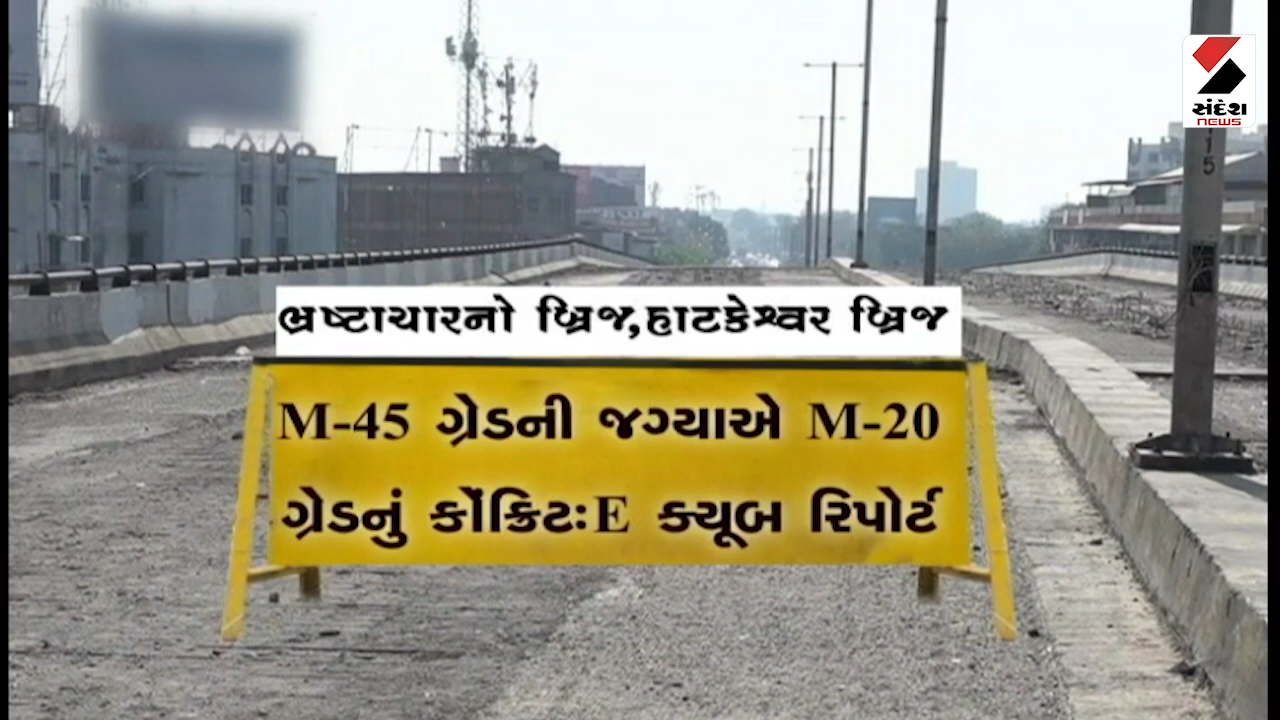 સંદેશ
NEWS
15
ભ્રષ્ટાચારનો બ્રિજ,હાટકેશ્વર બ્રિજ
M-45 ગ્રેડની જગ્યાએ M-20
ગ્રેડનું કોંક્રિટઃE ક્યૂબ રિપોર્ટ